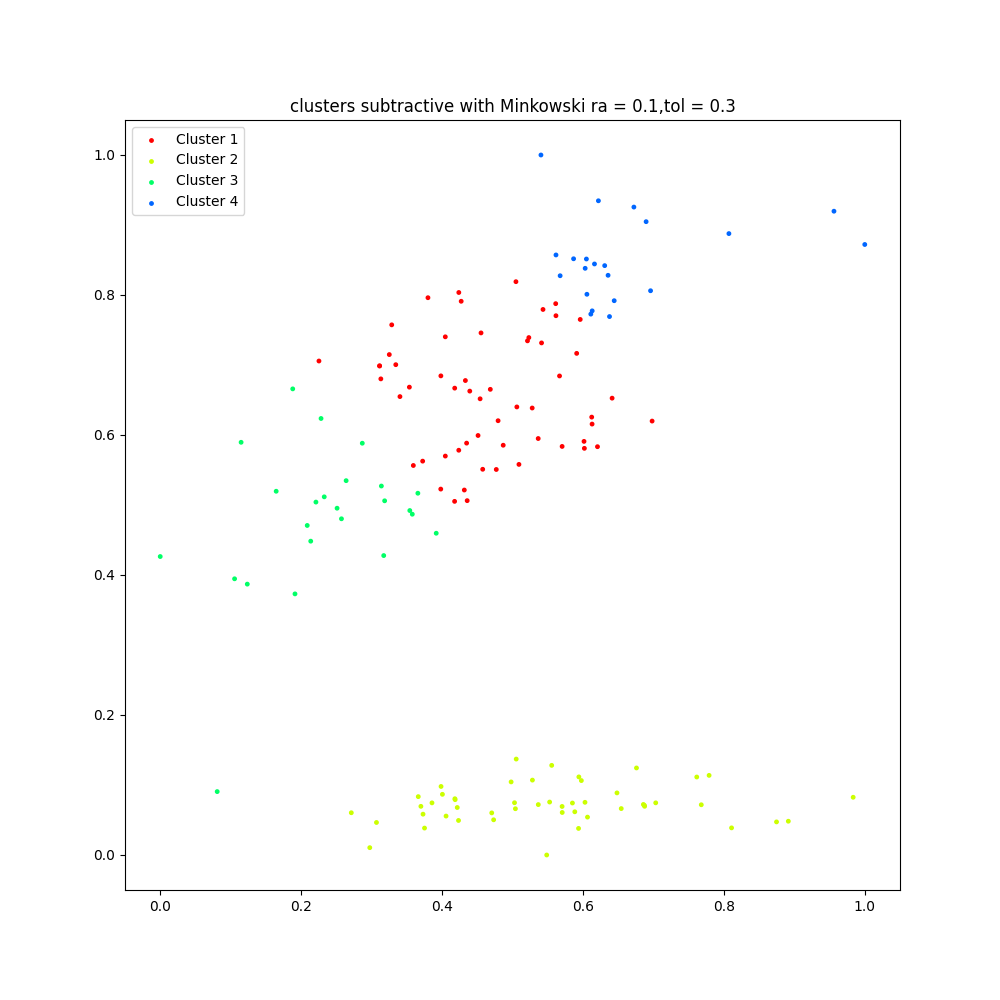 clusters subtractive with Minkowski ra = 0.1,tol = 0.3
Cluster 1
Cluster 2
Cluster 3
Cluster 4
1.0
0.8
0.6
0.4
0.2
0.0
0.0 0.2 0.4 0.6 0.8 1.0